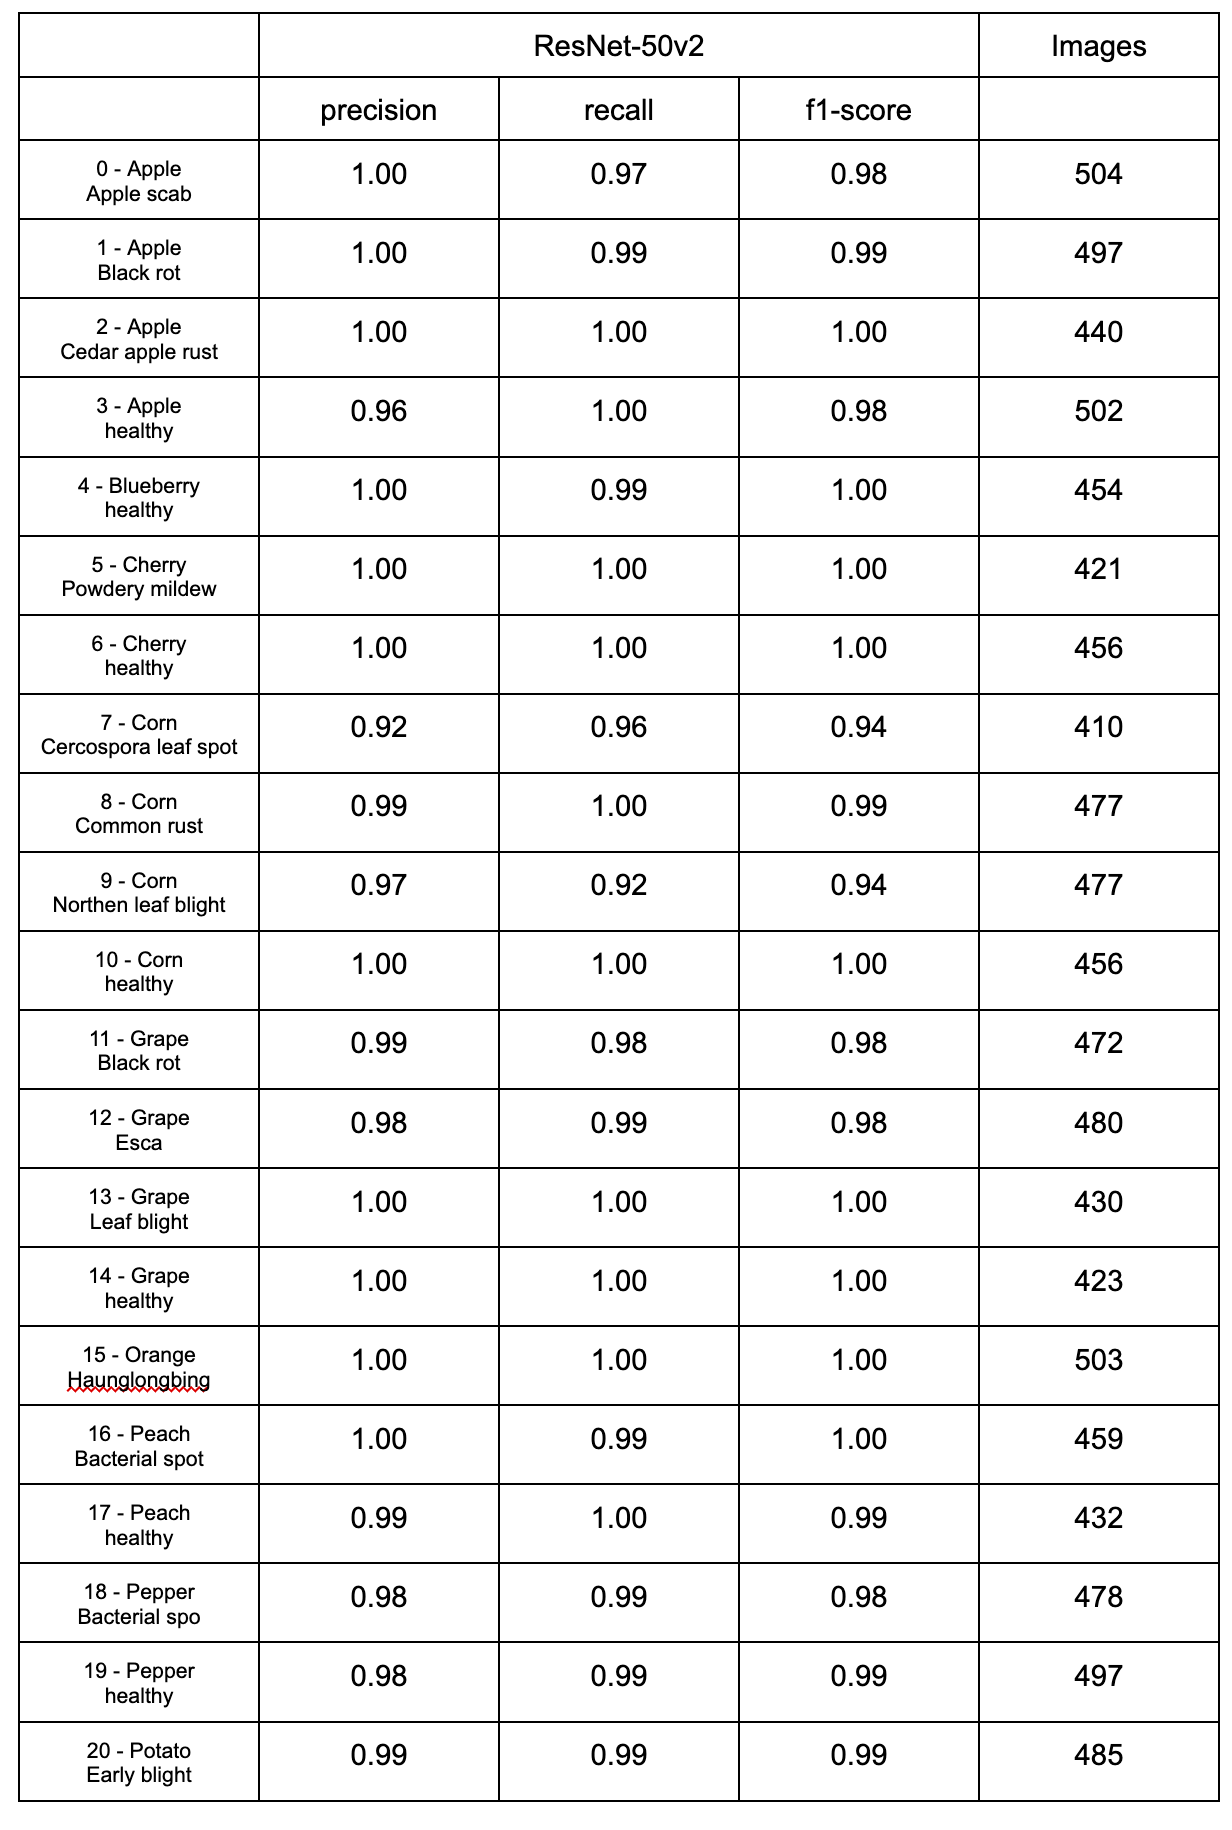 ResNet-50v2 Images
precision recall f1-score
0 - Apple
Apple scab
1.00 0.97 0.98 504
1 - Apple
Black rot
1.00 0.99 0.99 497
2 - Apple
Cedar apple rust
1.00 1.00 1.00 440
3 - Apple
healthy
0.96 1.00 0.98 502
4 - Blueberry
healthy
1.00 0.99 1.00 454
5 - Cherry
Powdery mildew
1.00 1.00 1.00 421
6 - Cherry
healthy
1.00 1.00 1.00 456
7 - Corn
Cercospora leaf spot
0.92 0.96 0.94 410
8 - Corn
Common rust
0.99 1.00 0.99 477
9 - Corn
Northen leaf blight
0.97 0.92 0.94 477
10 - Corn
healthy
1.00 1.00 1.00 456
11 - Grape
Black rot
0.99 0.98 0.98 472
12 - Grape
Esca
0.98 0.99 0.98 480
13 - Grape
Leaf blight
1.00 1.00 1.00 430
14 - Grape
healthy
1.00 1.00 1.00 423
15 - Orange
Haunglongbing
1.00 1.00 1.00 503
16 - Peach
Bacterial spot
1.00 0.99 1.00 459
17 - Peach
healthy
0.99 1.00 0.99 432
18 - Pepper
Bacterial spo
0.98 0.99 0.98 478
19 - Pepper
healthy
0.98 0.99 0.99 497
20 - Potato
Early blight
0.99 0.99 0.99 485